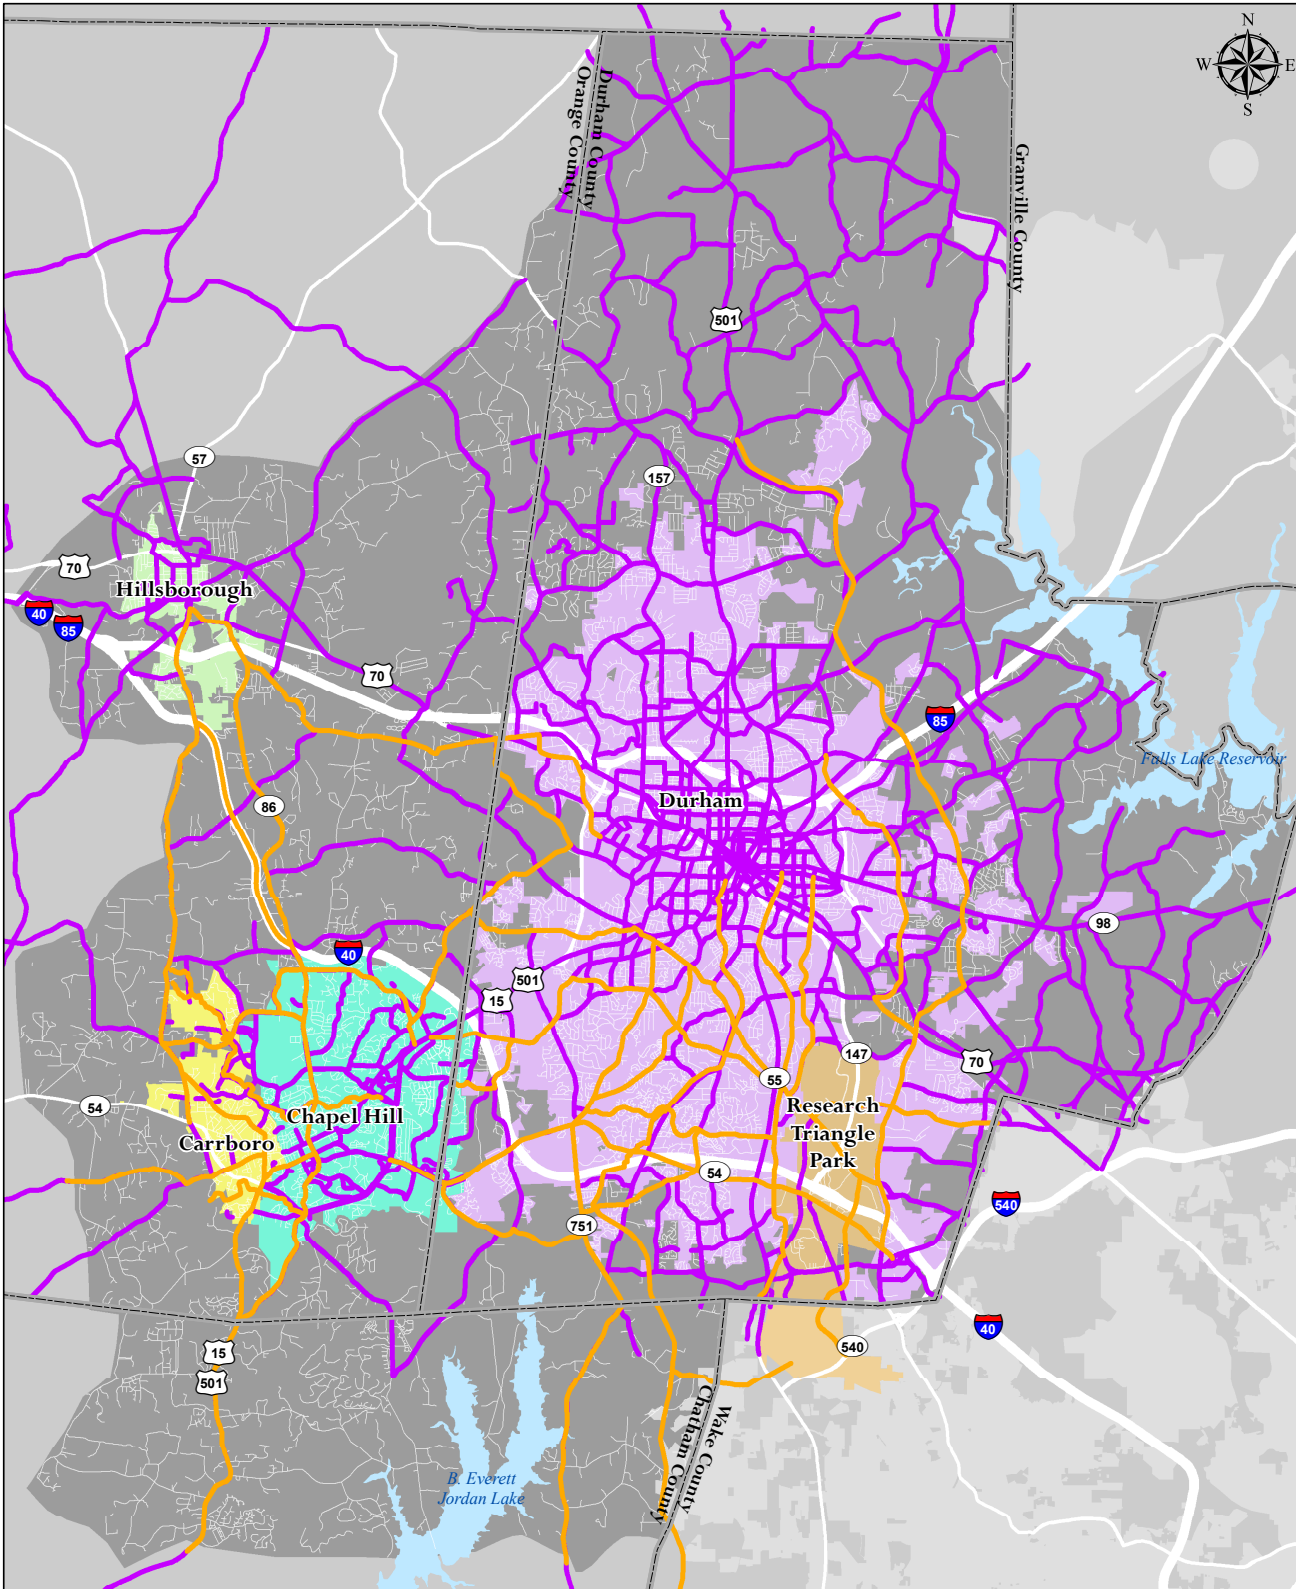 N
W E
S
Durham County
Orange County
Granville County
501
57
157
70
Hillsborough
40
85
70
85
Falls Lake Reservoir
Durham
86
98
40
501
15
147
70
55
54
Chapel Hill
Carrboro
Research
Triangle
Park
54
540
751
15
501
540
40
Wake County
Chatham County
B. Everett
Jordan Lake